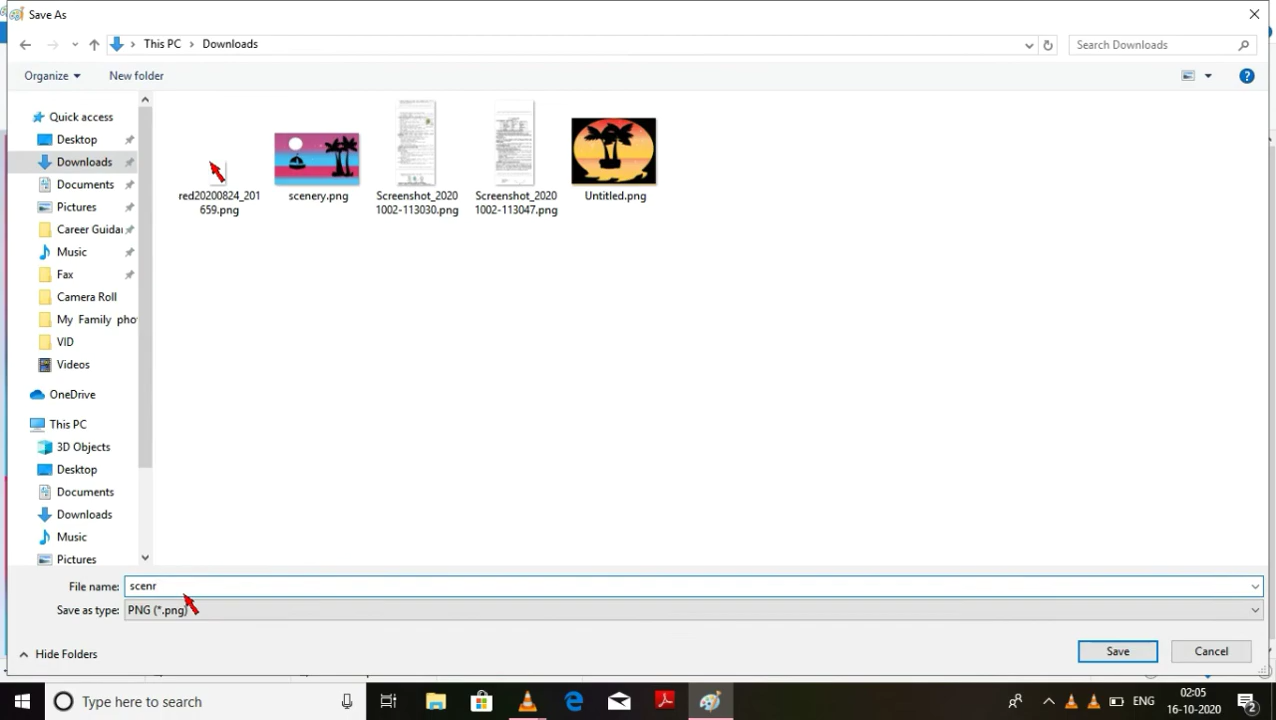 Save As
This PC > Downloads
Search Downloads
Organize
New folder
Quick access
Desktop
Downloads
Documents
Pictures
Career Guida
Music
Fax
Camera Roll
My Family pho
VID
Videos
OneDrive
This PC
3D Objects
Desktop
Documents
Downloads
Music
Pictures
red20200824_201
659.png
scenery.png
Screenshot_2020
1002-113030.png
Screenshot_2020
1002-113047.png
Untitled.png
File name: scenr
Save as type: PNG (*.png)
Hide Folders
Save
Cancel
Type here to search
ENG
02:05
16-10-2020
2